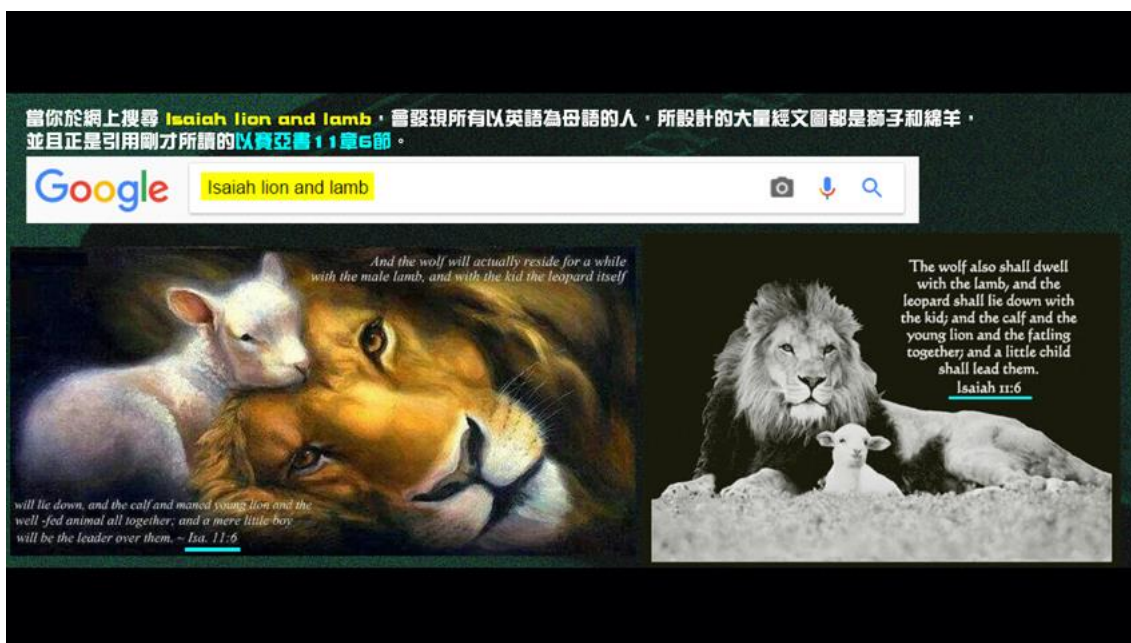 當你於網上搜尋 Isaiah lion and lamb，會發現所有以英語為母語的人，所設計的大量經文圖都是獅子和綿羊，
並且正是引用剛才所讀的以賽亞書11章6節。
Google
Isaiah lion and lamb
And the wolf will actually reside for a while
with the male lamb, and with the kid the leopard itself
will lie down, and the calf and maned young lion and the
well -fed animal all together; and a mere little boy
will be the leader over them. ~ Isa. 11:6
The wolf also shall dwell
with the lamb, and the
leopard shall lie down with
the kid; and the calf and the
young lion and the fatling
together; and a little child
shall lead them.
Isaiah 11:6